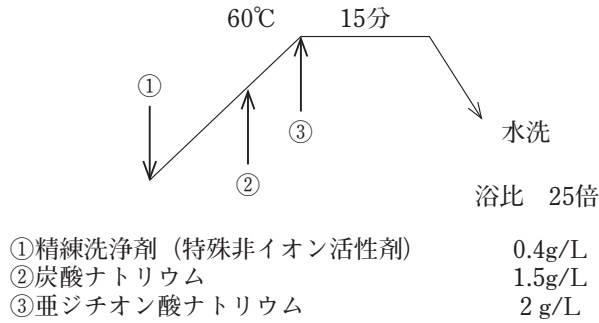 60℃ 15分
①
③
水洗
②
浴比 25倍
①精練洗浄剤（特殊非イオン活性剤） 0.4g/L
②炭酸ナトリウム 1.5g/L
③亜ジチオン酸ナトリウム 2 g/L